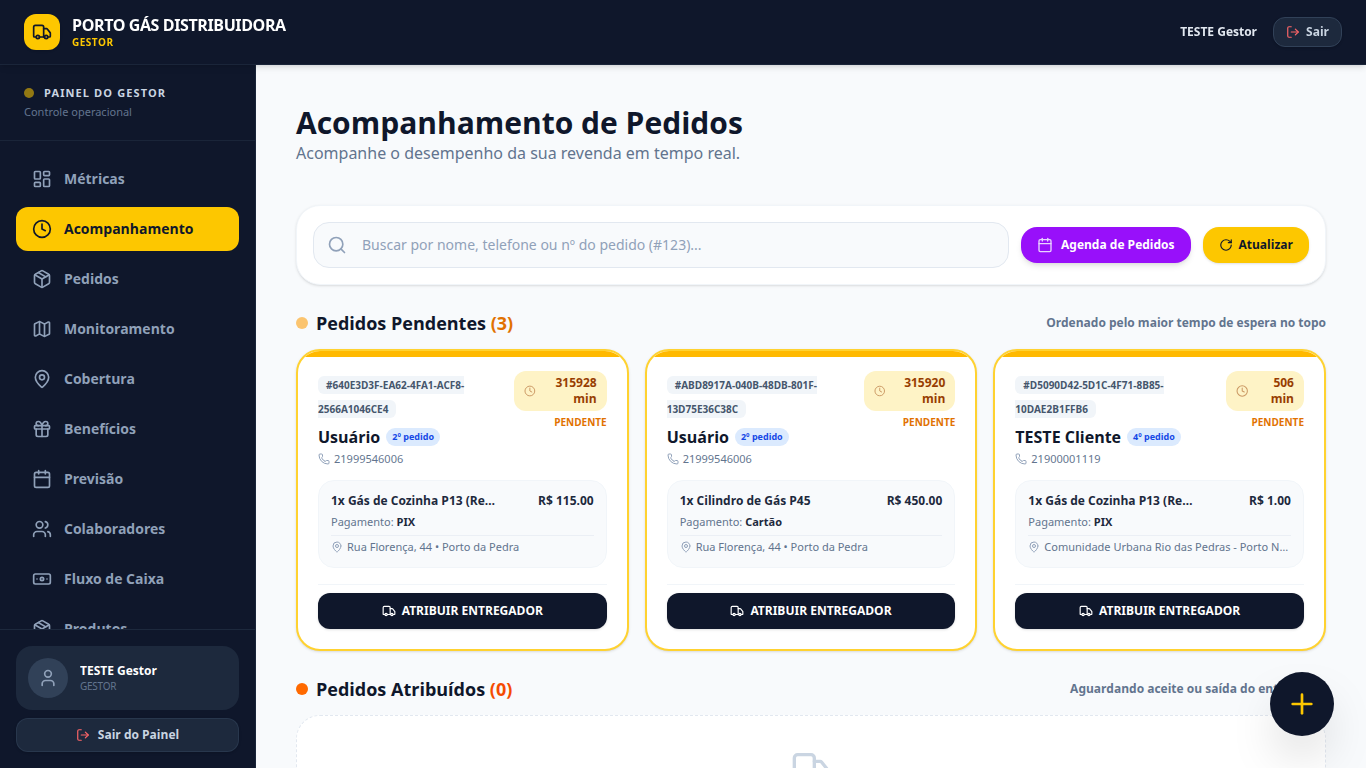 PORTO GÁS DISTRIBUIDORA
GESTOR
TESTE Gestor
Sair
PAINEL DO GESTOR
Controle operacional
Métricas
Acompanhamento
Pedidos
Monitoramento
Cobertura
Benefícios
Previsão
Colaboradores
Fluxo de Caixa
Produtos
TESTE Gestor
GESTOR
Sair do Painel
Acompanhamento de Pedidos
Acompanhe o desempenho da sua revenda em tempo real.
Buscar por nome, telefone ou nº do pedido (#123)...
Agenda de Pedidos
Atualizar
Pedidos Pendentes (3)
Ordenado pelo maior tempo de espera no topo
#640E3D3F-EA62-4FA1-ACF8-
2566A1046CE4
315928
min
PENDENTE
Usuário 2º pedido
21999546006
1x Gás de Cozinha P13 (Re... R$ 115.00
Pagamento: PIX
Rua Florença, 44 • Porto da Pedra
ATRIBUIR ENTREGADOR
#ABD8917A-040B-48DB-801F-
13D75E36C38C
315920
min
PENDENTE
Usuário 2º pedido
21999546006
1x Cilindro de Gás P45 R$ 450.00
Pagamento: Cartão
Rua Florença, 44 • Porto da Pedra
ATRIBUIR ENTREGADOR
#D5090D42-5D1C-4F71-8B85-
10DAE2B1FFB6
506
min
PENDENTE
TESTE Cliente 4º pedido
21900001119
1x Gás de Cozinha P13 (Re... R$ 1.00
Pagamento: PIX
Comunidade Urbana Rio das Pedras - Porto N...
ATRIBUIR ENTREGADOR
Pedidos Atribuídos (0)
Aguardando aceite ou saída do